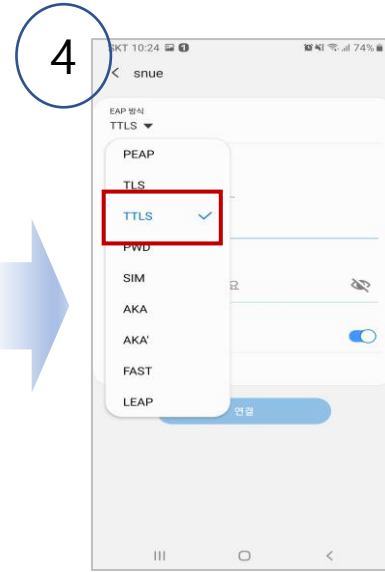 4
SKT 10:24
74%
snue
EAP 방식
TTLS
PEAP
TLS
TTLS
PWD
SIM
요
AKA
AKA'
FAST
LEAP
연결